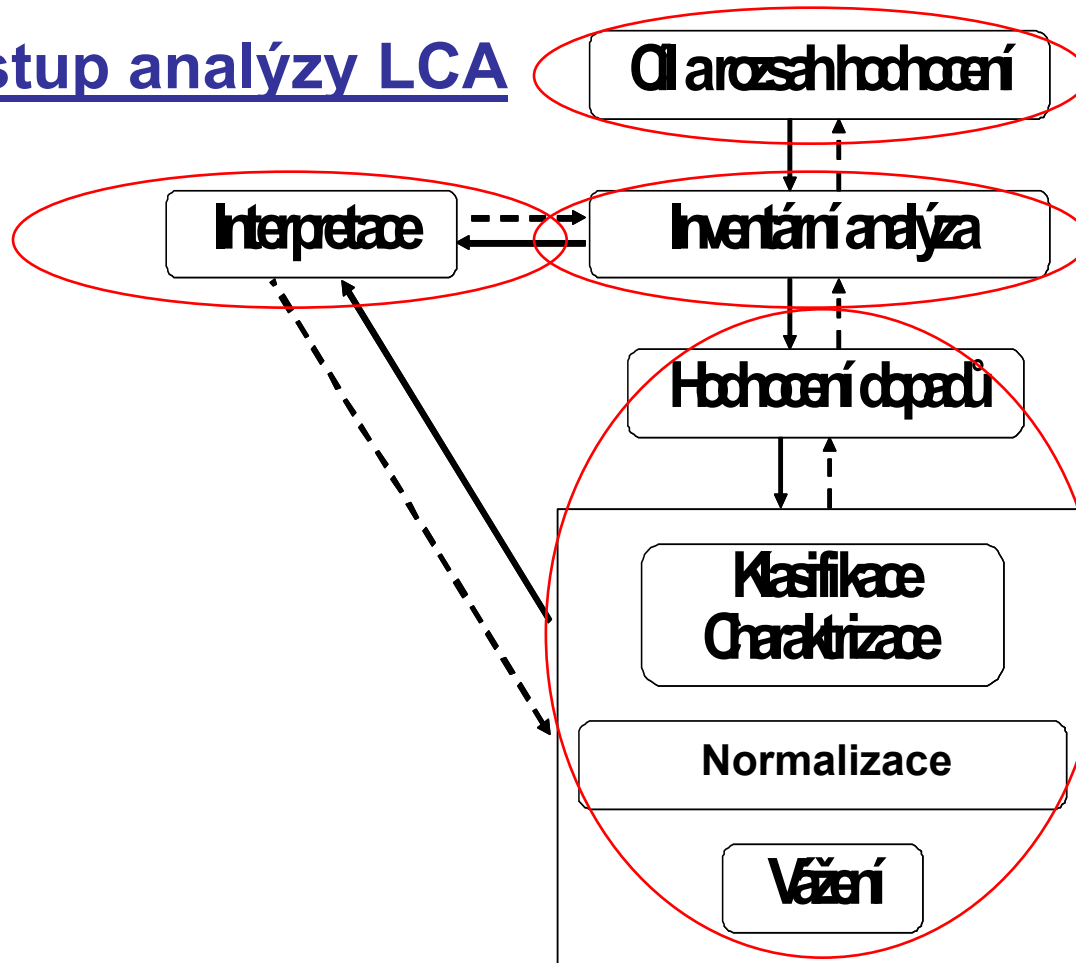 stup analýzy LCA
Cíl a rozsah hodnocení
Interpretace
Inventární analýza
Hodnocení dopadů
Klasifikace
Charaktrizace
Normalizace
Vážení